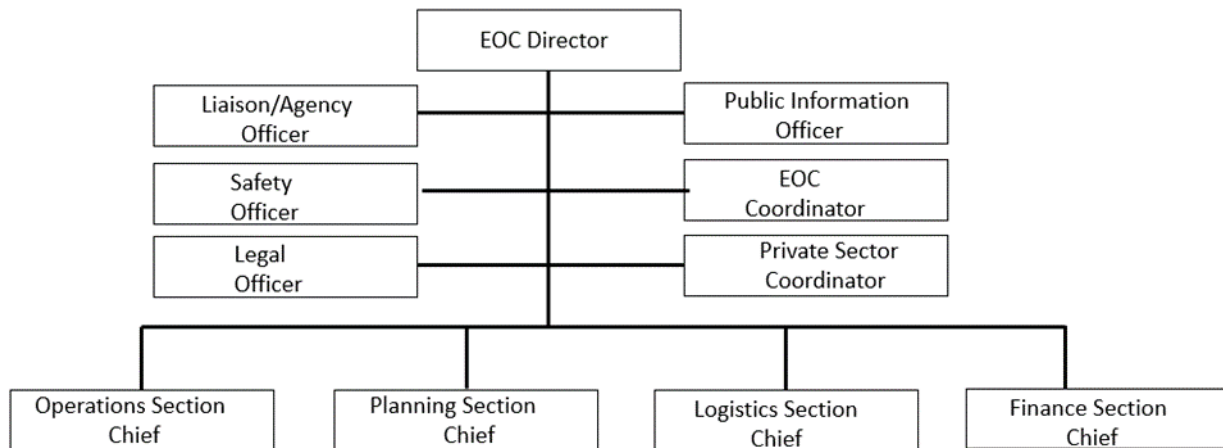 EOC Director
Liaison/Agency
Officer
Public Information
Officer
Safety
Officer
EOC
Coordinator
Legal
Officer
Private Sector
Coordinator
Operations Section
Chief
Planning Section
Chief
Logistics Section
Chief
Finance Section
Chief